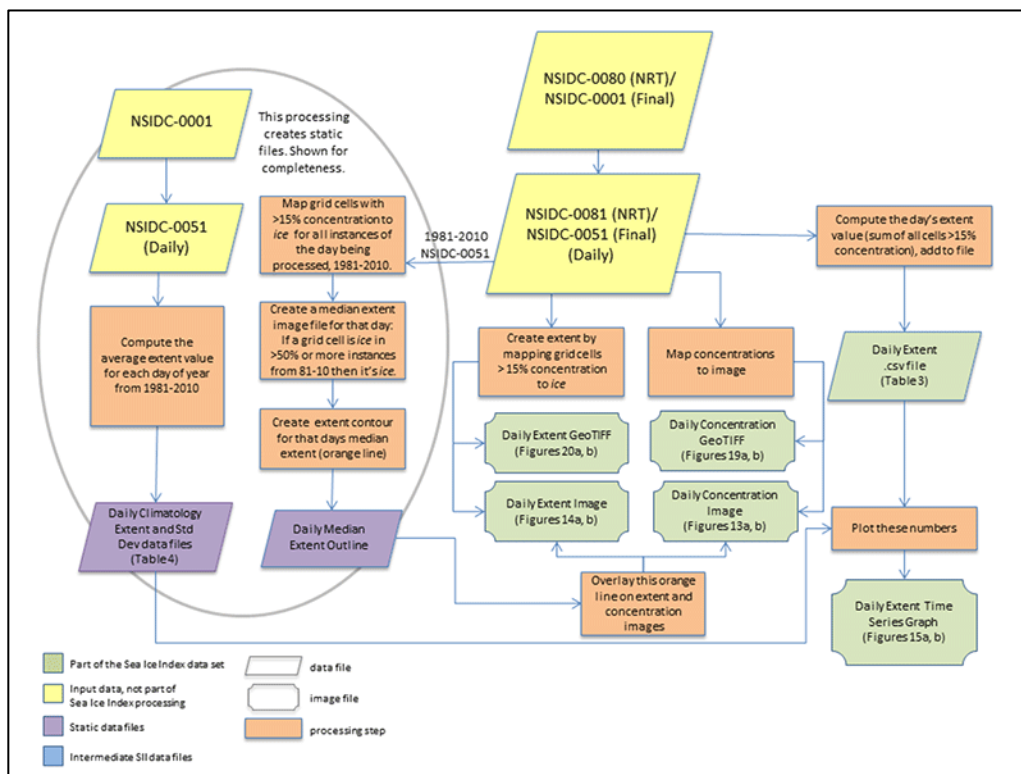 NSIDC-0080 (NRT)/
NSIDC-0001 (Final)
NSIDC-0001
This processing
creates static
files. Shown for
completeness.
NSIDC-0051
(Daily)
Map grid cells with
>15% concentration to
ice for all instances of
the day being
processed, 1981-2010.
1981-2010
NSIDC-0051
NSIDC-0081 (NRT)/
NSIDC-0051 (Final)
(Daily)
Compute the day's extent
value (sum of all cells >15%
concentration), add to file
Compute the
average extent value
for each day of year
from 1981-2010
Create a median extent
image file for that day:
If a grid cell is ice in
>50% or more instances
from 81-10 then it's ice.
Create extent by
mapping grid cells
>15% concentration
to ice
Map concentrations
to image
Daily Extent
.csv file
(Table 3)
Create extent contour
for that days median
extent (orange line)
Daily Extent GeoTIFF
(Figures 20a, b)
Daily Concentration
GeoTIFF
(Figures 19a, b)
Daily Climatology
Extent and Std
Dev data files
(Table 4)
Daily Median
Extent Outline
Daily Extent Image
(Figures 14a, b)
Daily Concentration
Image
(Figures 13a, b)
Plot these numbers
Overlay this orange
line on extent and
concentration
images
Daily Extent Time
Series Graph
(Figures 15a, b)
Part of the Sea Ice Index data set
data file
Input data, not part of
Sea Ice Index processing
image file
Static data files
processing step
Intermediate SII data files